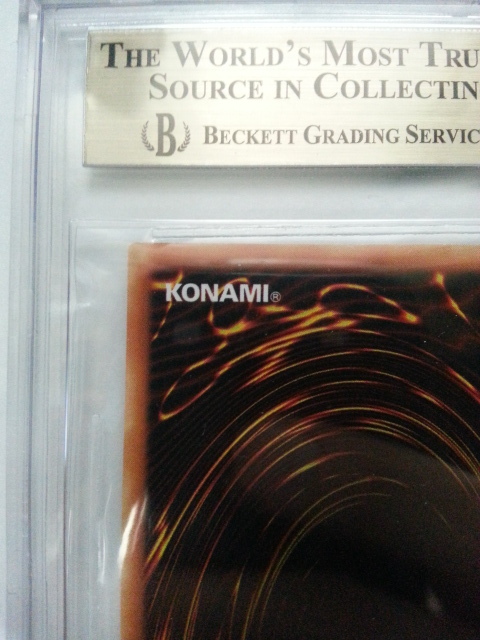 THE WORLD'S MOST TRU
SOURCE IN COLLECTIN
B BECKETT GRADING SERVIC
KONAMI®